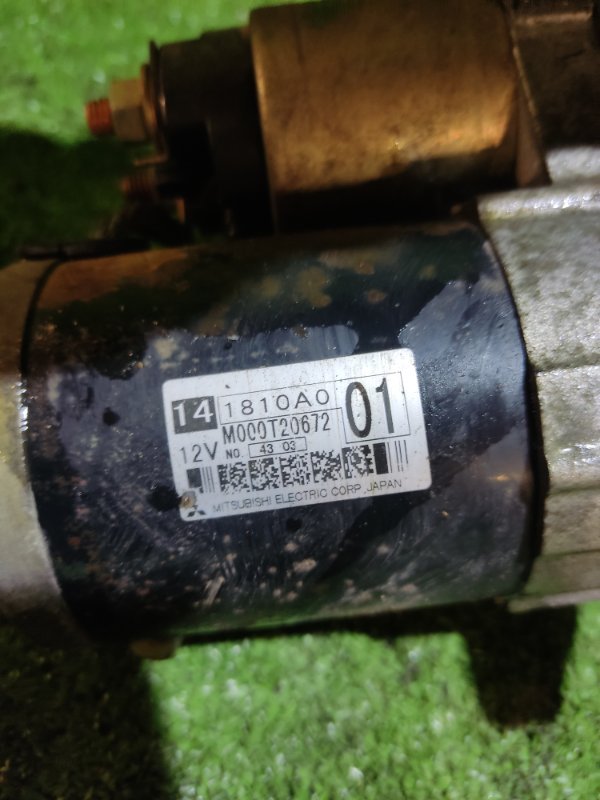 14 1810A0 01
M000T20672
12V NO. 43 03
MITSUBISHI ELECTRIC CORP. JAPAN